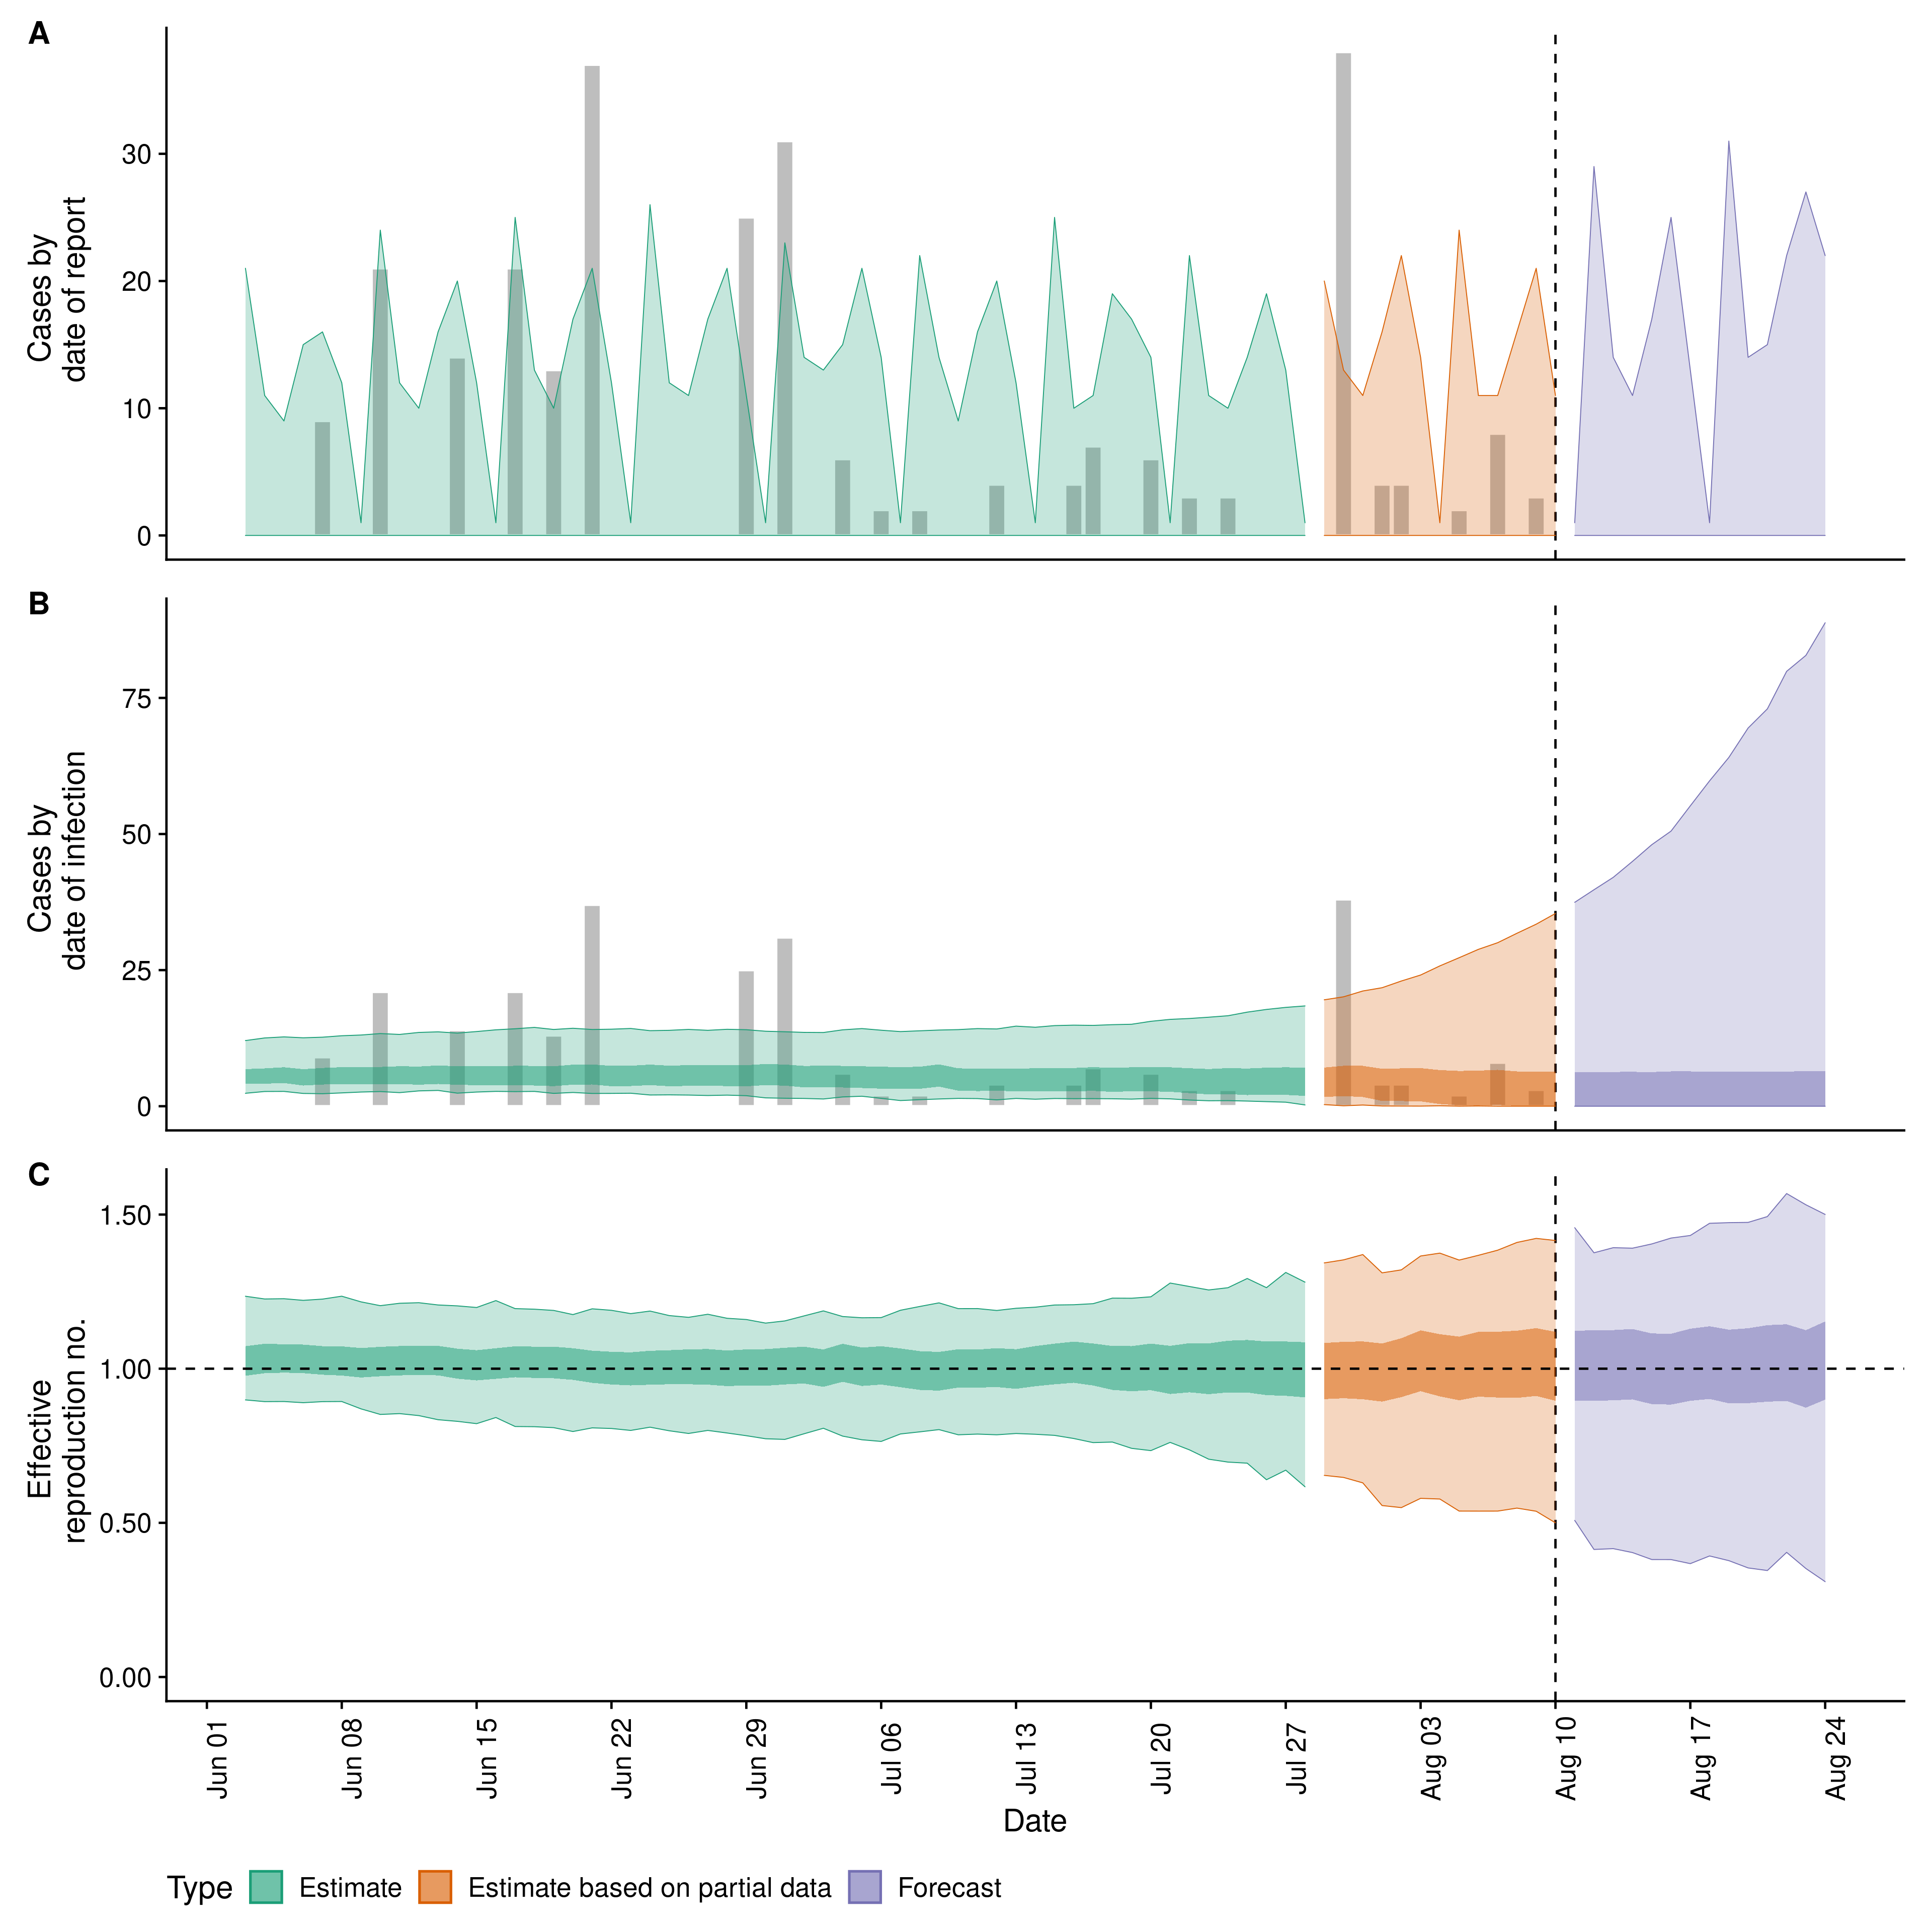 A
Cases by
date of report
30
20
10
0
B
Cases by
date of infection
75
50
25
0
C
Effective
reproduction no.
1.50
1.00
0.50
0.00
Jun 01
Jun 08
Jun 15
Jun 22
Jun 29
Jul 06
Jul 13
Jul 20
Jul 27
Aug 03
Aug 10
Aug 17
Aug 24
Date
Type Estimate Estimate based on partial data Forecast